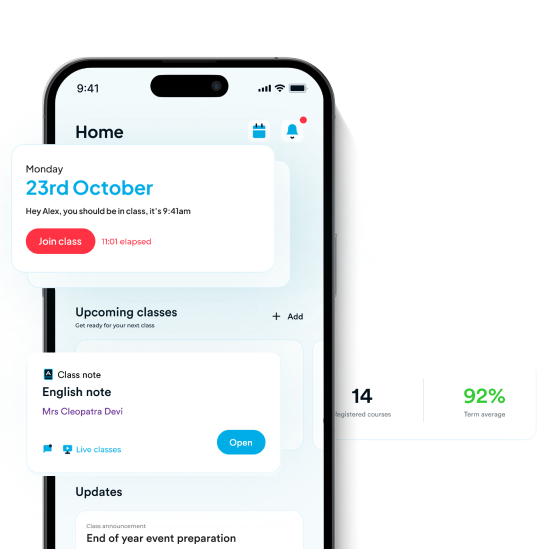 9:41
Home
Monday
23rd October
Hey Alex, you should be in class, it's 9:41am
Join class
11:01 elapsed
Upcoming classes
Get ready for your next class
+ Add
Class note
English note
Mrs Cleopatra Devi
Live classes
Open
14
Registered courses
92%
Term average
Updates
Class announcement
End of year event preparation